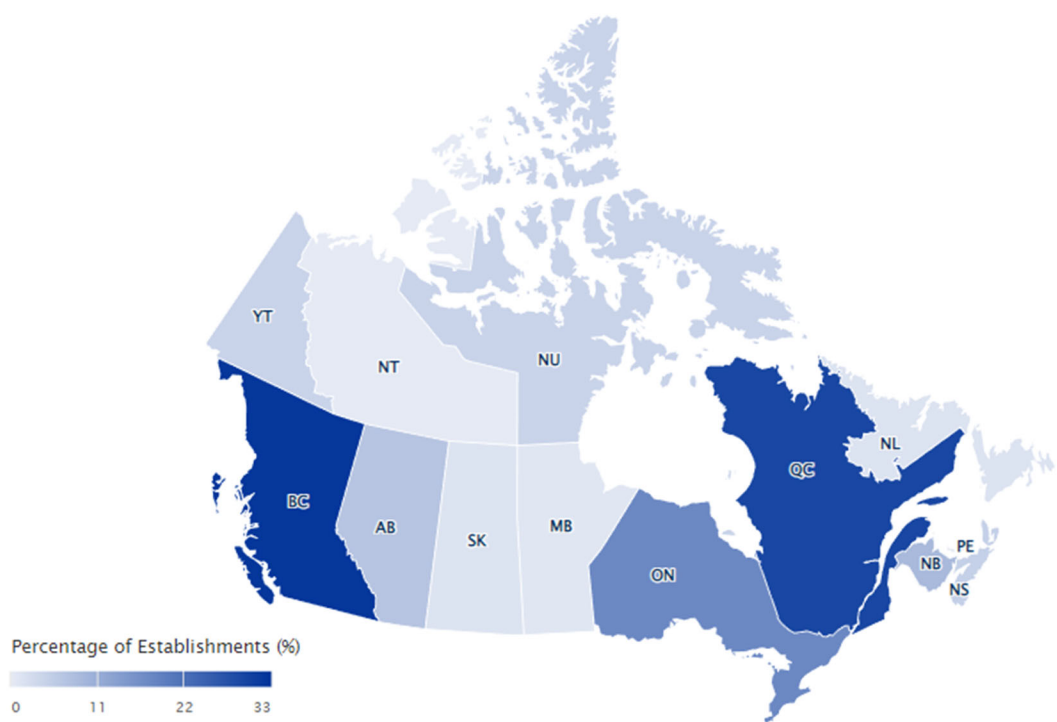 YT
NT
NU
BC
AB
SK
MB
ON
QC
NL
PE
NB
NS
Percentage of Establishments (%)
0 11 22 33